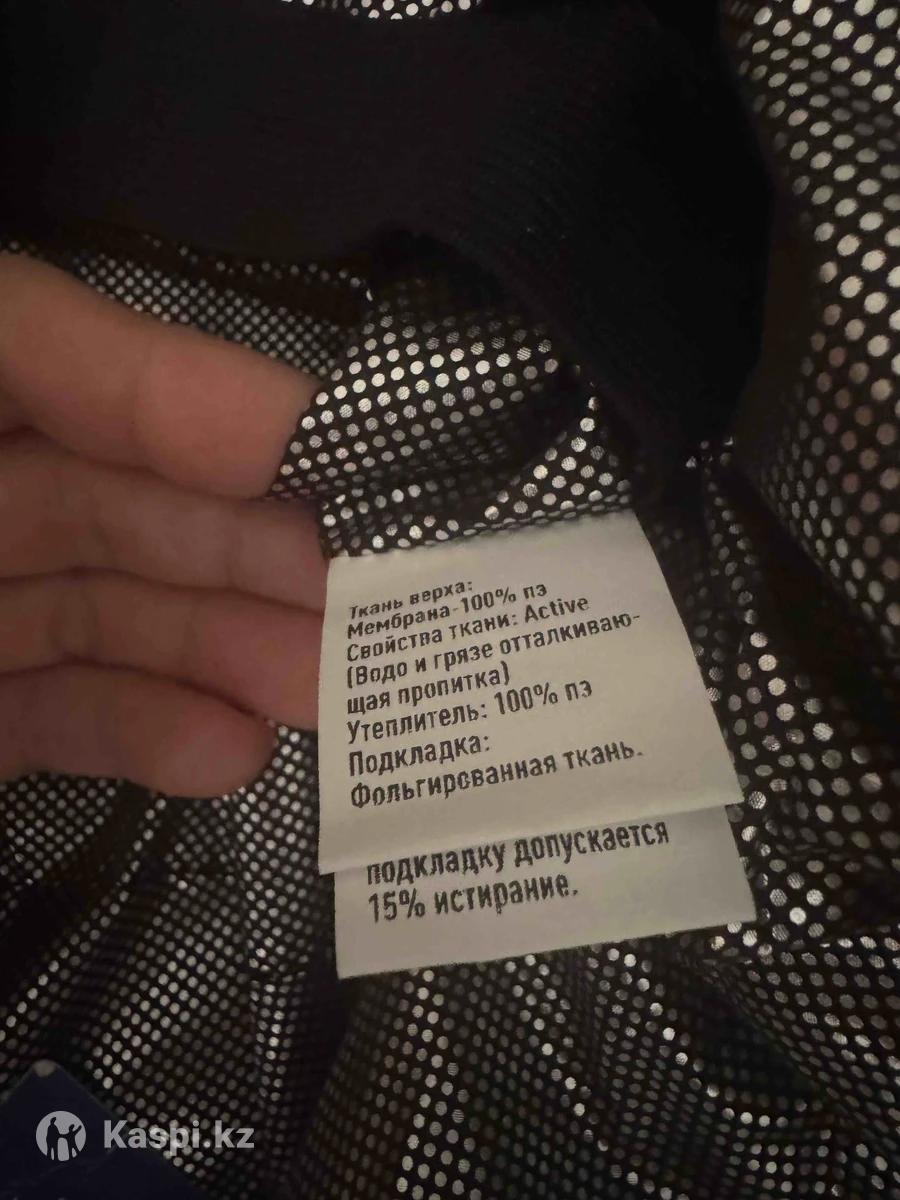 Ткань верха:
Мембрана-100% пэ
Свойства ткани: Active
(Водо и грязе отталкиваю-
щая пропитка)
Утеплитель: 100% пэ
Подкладка:
Фольгированная ткань.
подкладку допускается
15% истирание.
Kaspi.kz